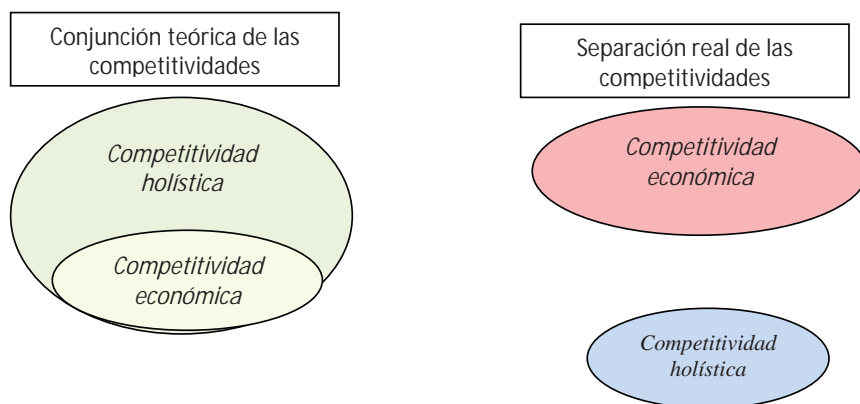 Conjunción teórica de las
competitividades
Competitividad
holística
Competitividad
económica
Separación real de las
competitividades
Competitividad
económica
Competitividad
holística